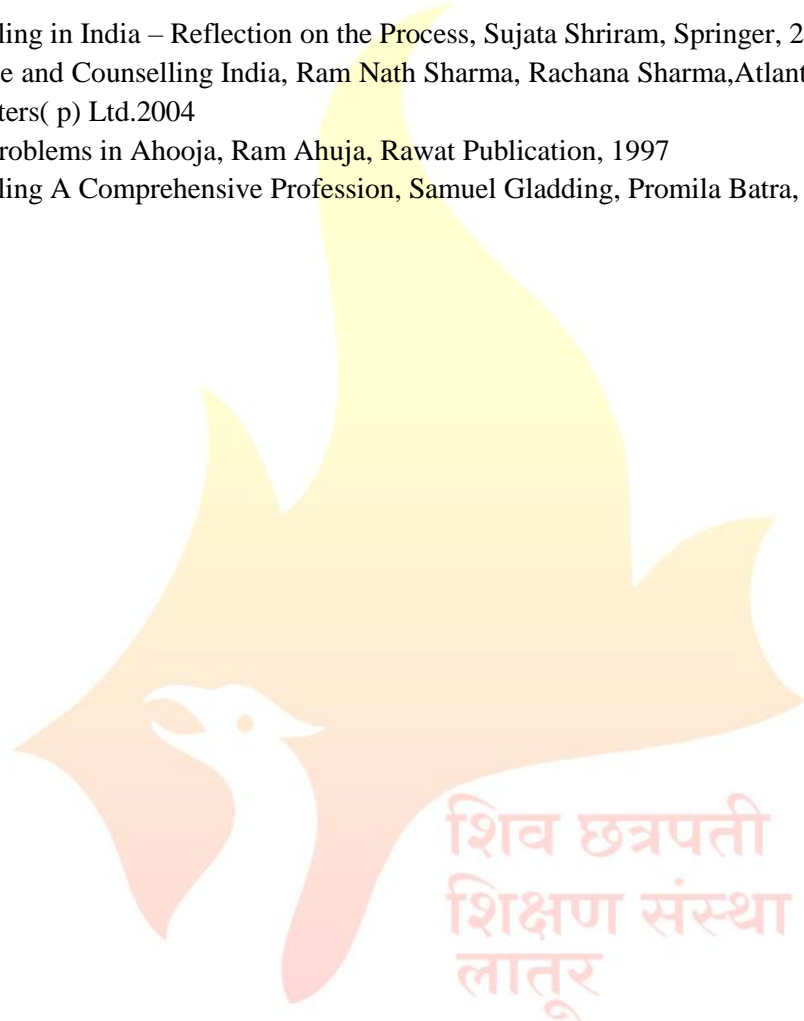 ling in India – Reflection on the Process, Sujata Shriram, Springer, 2
e and Counselling India, Ram Nath Sharma, Rachana Sharma,Atlant
ters( p) Ltd.2004
roblems in Ahooja, Ram Ahuja, Rawat Publication, 1997
ling A Comprehensive Profession, Samuel Gladding, Promila Batra,
शिव छत्रपती
शिक्षण संस्था
लातूर